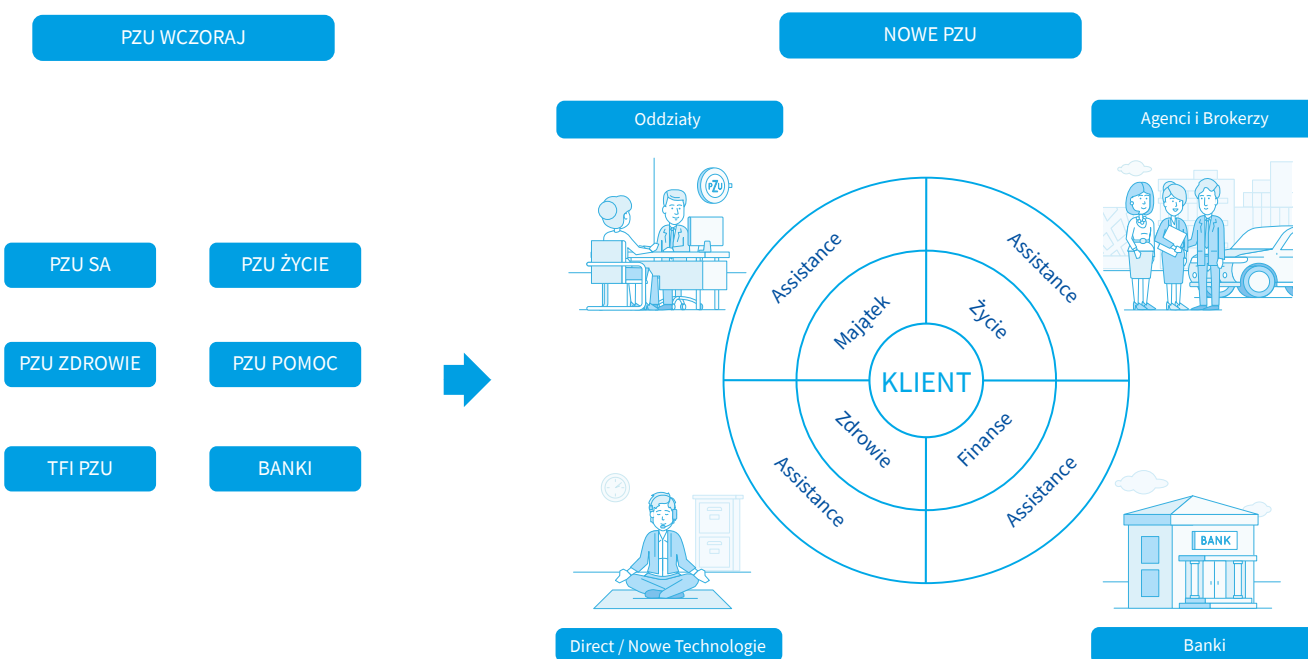 PZU WCZORAJ
NOWE PZU
Oddziały
Agenci i Brokerzy
PZU
PZU SA
PZU ŻYCIE
PZU ZDROWIE
PZU POMOC
TFI PZU
BANKI
Assistance
Assistance
Majątek
Życie
KLIENT
Zdrowie
Finanse
Assistance
Assistance
BANK
Direct / Nowe Technologie
Banki